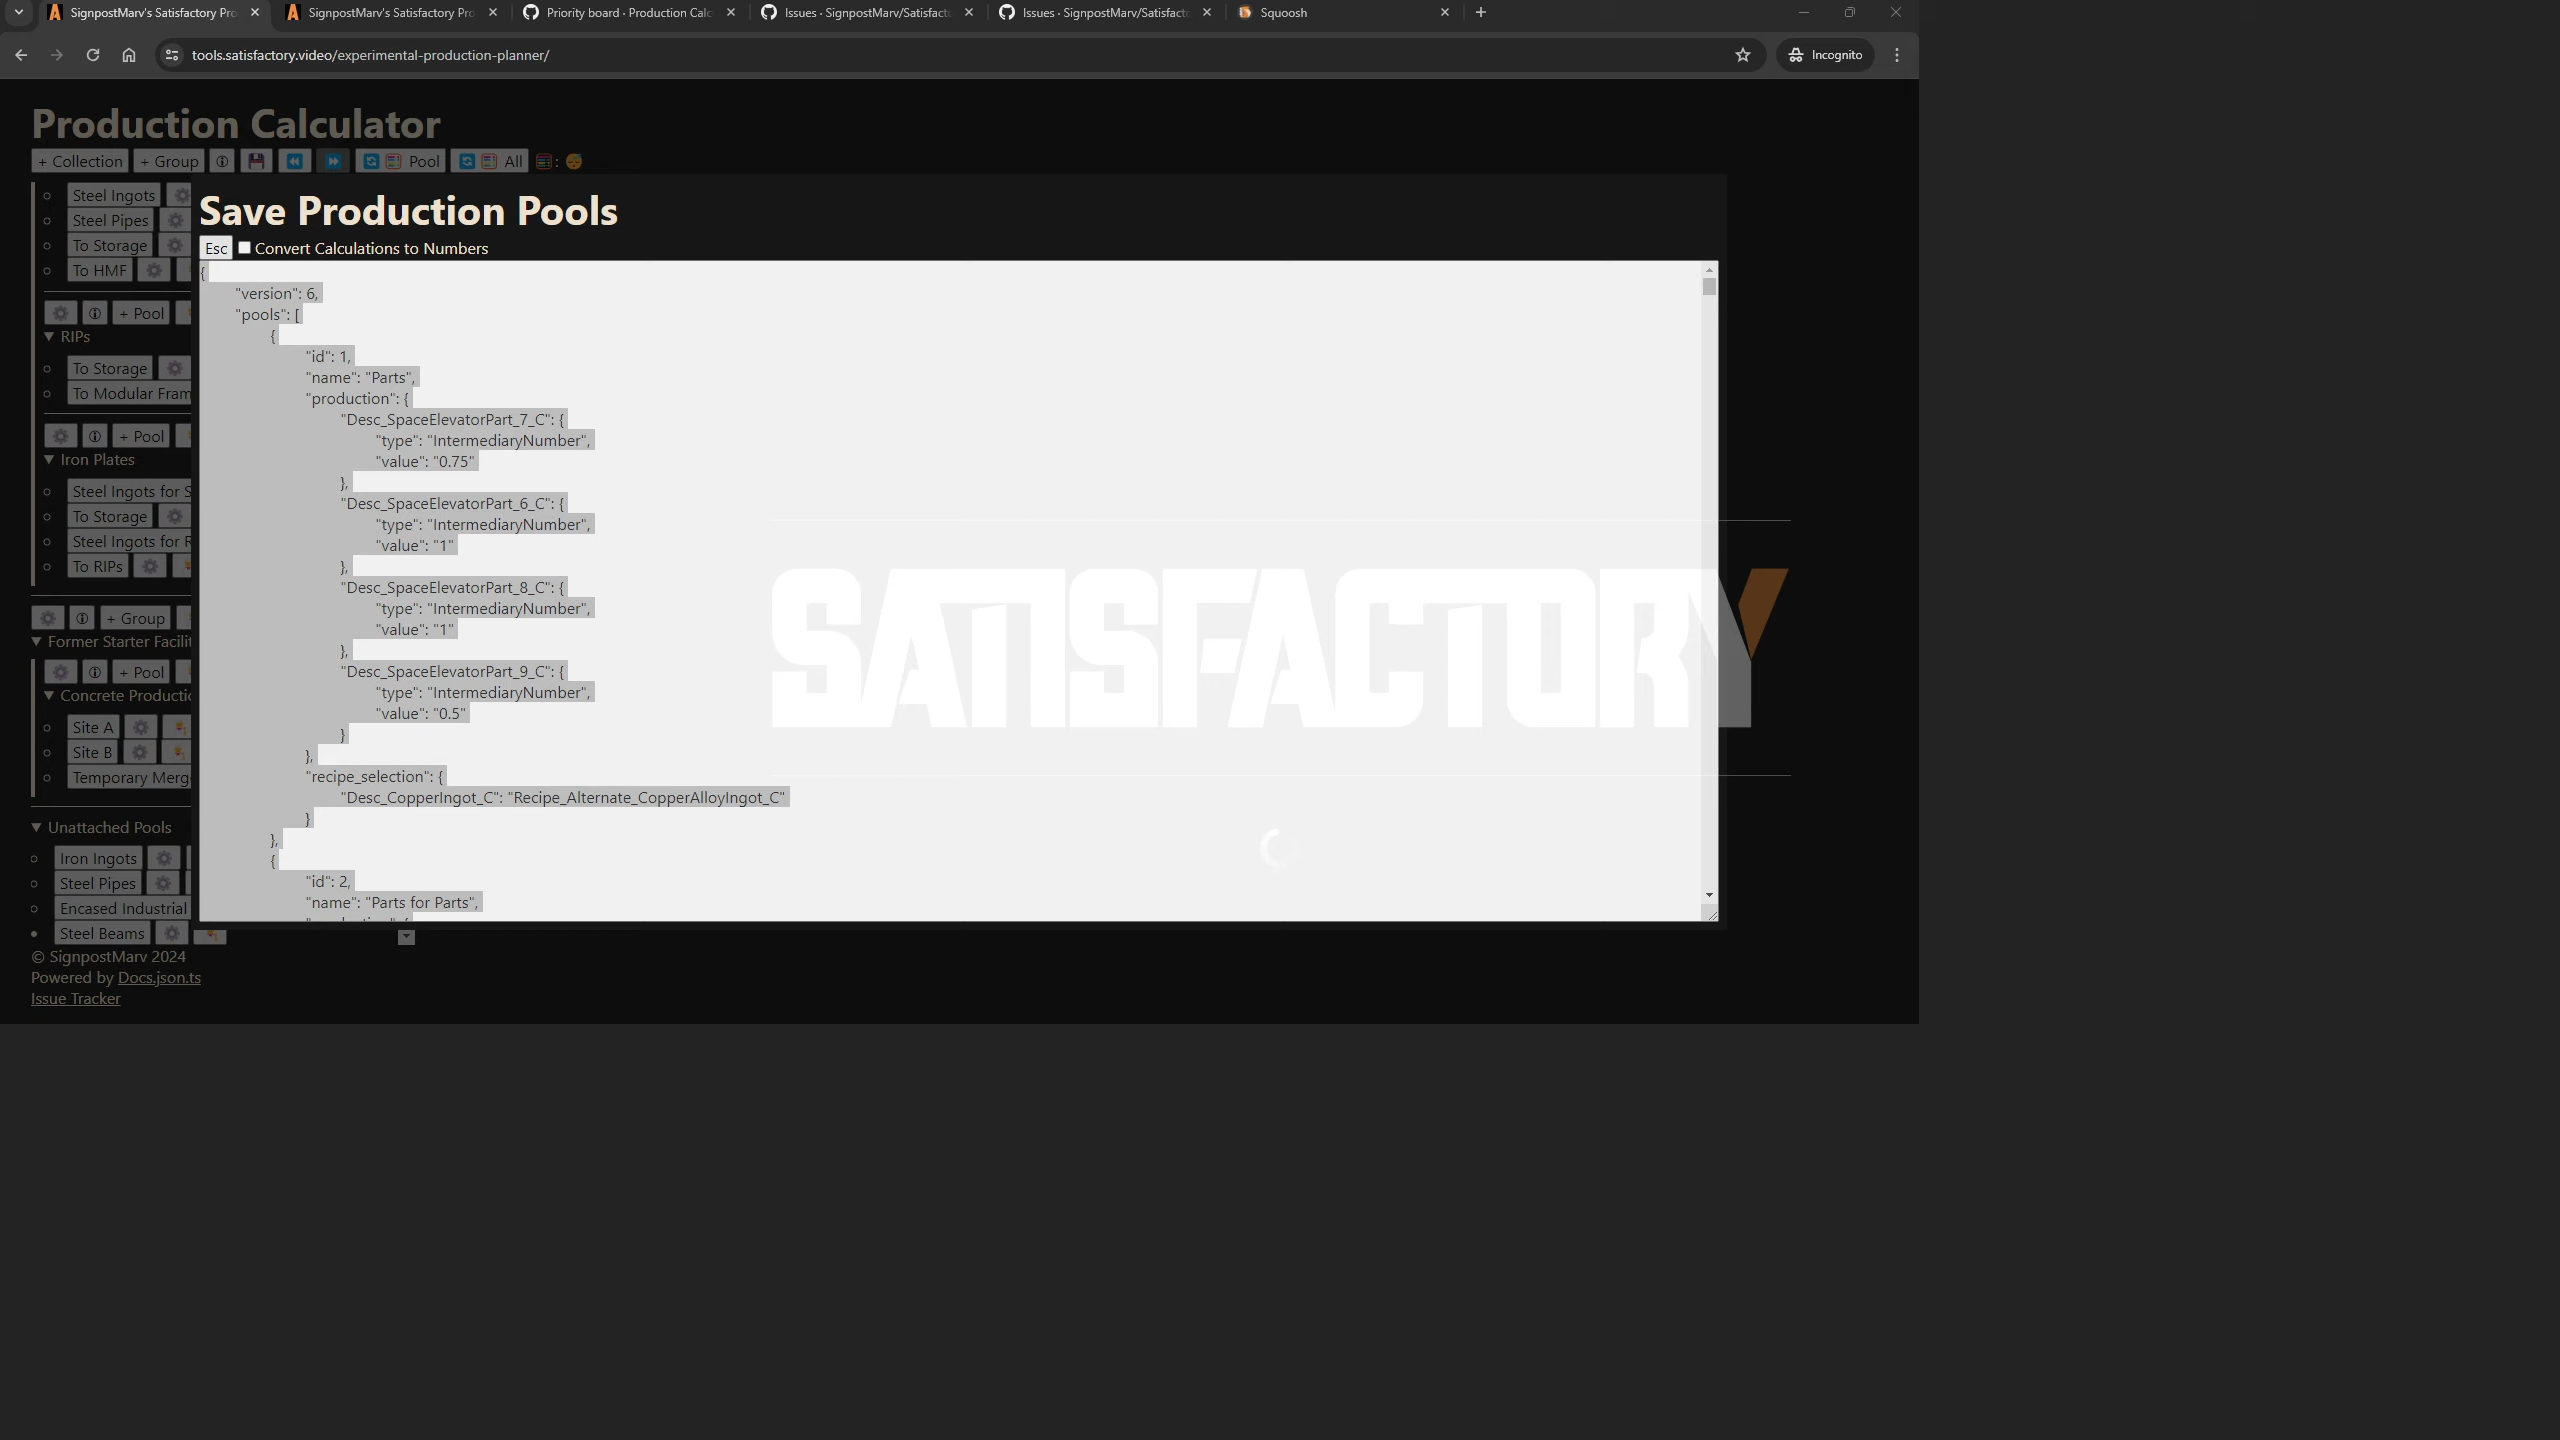 SignpostMarv's Satisfactory Pro
SignpostMarv's Satisfactory Pro
Priority board · Production Calc
Issues · SignpostMarv/Satisfact
Issues · SignpostMarv/Satisfact
Squoosh
tools.satisfactory.video/experimental-production-planner/
Incognito
Production Calculator
+ Collection
+ Group
Pool
All
:
Save Production Pools
Esc
Convert Calculations to Numbers
Steel Ingots
Steel Pipes
To Storage
To HMF
+ Pool
RIPs
To Storage
To Modular Fram
+ Pool
Iron Plates
Steel Ingots for S
To Storage
Steel Ingots for R
To RIPs
+ Group
Former Starter Facilit
+ Pool
Concrete Productio
Site A
Site B
Temporary Merg
Unattached Pools
Iron Ingots
Steel Pipes
Encased Industrial
Steel Beams
© SignpostMarv 2024
Powered by Docs.json.ts
Issue Tracker
{
"version": 6,
"pools": [
{
"id": 1,
"name": "Parts",
"production": {
"Desc_SpaceElevatorPart_7_C": {
"type": "IntermediaryNumber",
"value": "0.75"
},
"Desc_SpaceElevatorPart_6_C": {
"type": "IntermediaryNumber",
"value": "1"
},
"Desc_SpaceElevatorPart_8_C": {
"type": "IntermediaryNumber",
"value": "1"
},
"Desc_SpaceElevatorPart_9_C": {
"type": "IntermediaryNumber",
"value": "0.5"
}
},
"recipe_selection": {
"Desc_CopperIngot_C": "Recipe_Alternate_CopperAlloyIngot_C"
}
},
{
"id": 2,
"name": "Parts for Parts",
SATISFACTORY